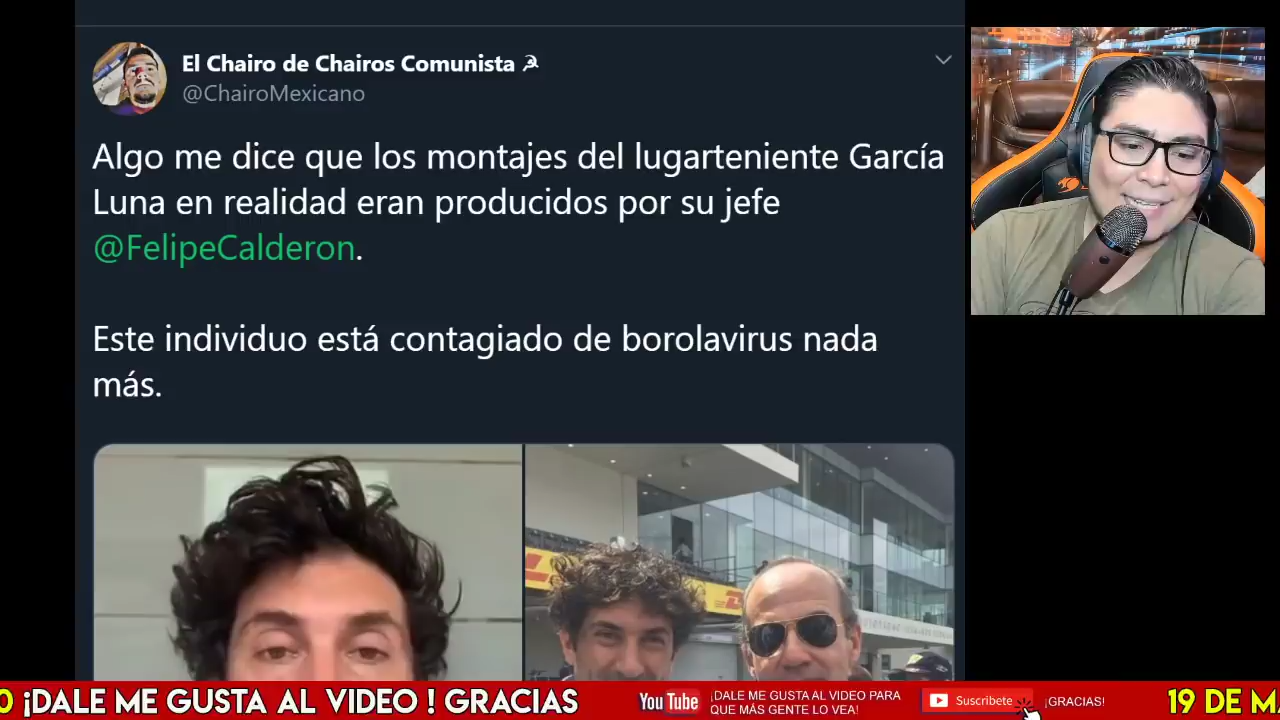 El Chairo de Chairos Comunista ☭
@ChairoMexicano
Algo me dice que los montajes del lugarteniente García
Luna en realidad eran producidos por su jefe
@FelipeCalderon.
Este individuo está contagiado de borolavirus nada
más.
0 ¡DALE ME GUSTA AL VIDEO ! GRACIAS
YouTube
¡DALE ME GUSTA AL VIDEO PARA
QUE MÁS GENTE LO VEA!
Suscribete
¡GRACIAS!
19 DE M